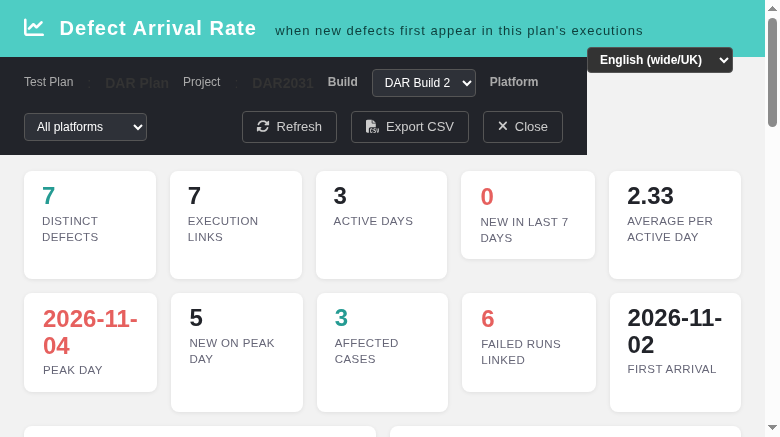 Defect Arrival Rate when new defects first appear in this plan's executions
English (wide/UK)
Test Plan : DAR Plan Project : DAR2031 Build DAR Build 2 Platform
All platforms Refresh Export CSV Close
7 7 3 0 2.33
DISTINCT DEFECTS
EXECUTION LINKS
ACTIVE DAYS
NEW IN LAST 7 DAYS
AVERAGE PER ACTIVE DAY
2026-11-04
PEAK DAY
5
NEW ON PEAK DAY
3
AFFECTED CASES
6
FAILED RUNS LINKED
2026-11-02
FIRST ARRIVAL